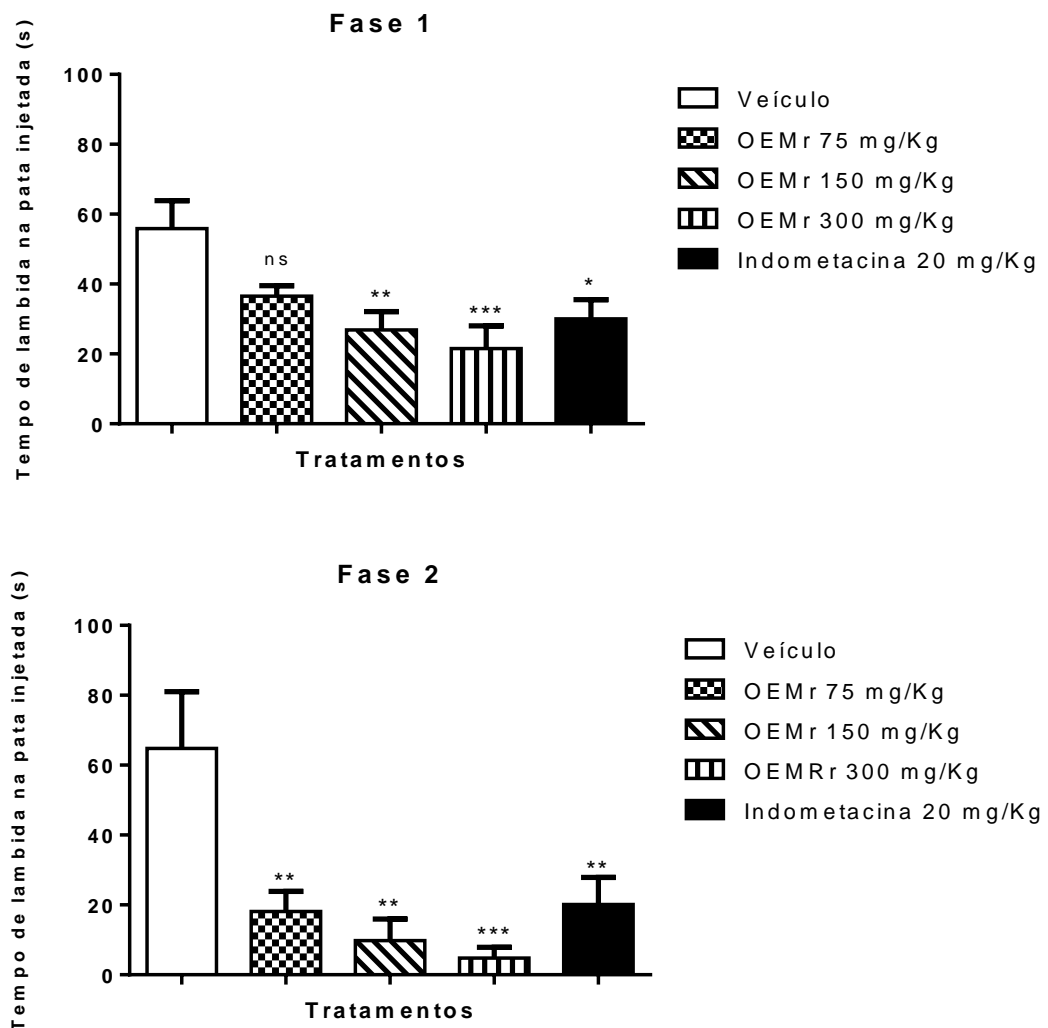 Fase 1
Tempo de lambida na pata injetada (s)
100
80
60
40
20
0
ns
**
***
*
Tratamentos
Veículo
OEMr 75 mg/Kg
OEMr 150 mg/Kg
OEMr 300 mg/Kg
Indometacina 20 mg/Kg
Fase 2
Tempo de lambida na pata injetada (s)
100
80
60
40
20
0
**
**
***
**
Tratamentos
Veículo
OEMr 75 mg/Kg
OEMr 150 mg/Kg
OEMRr 300 mg/Kg
Indometacina 20 mg/Kg